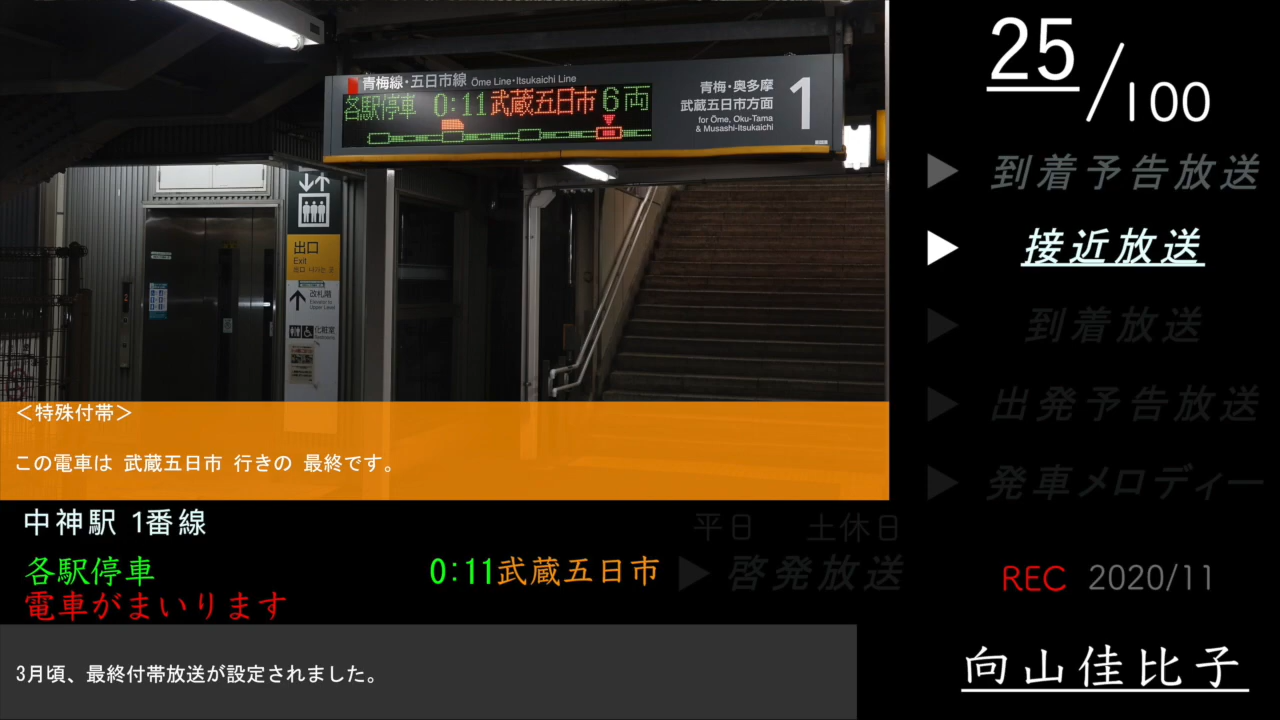 青梅線・五日市線 Ōme Line・Itsukaichi Line
各駅停車 0:11 武蔵五日市 6両
青梅・奥多摩
武蔵五日市方面
for Ōme, Oku-Tama
& Musashi-Itsukaichi
1
出口
Exit
改札階
化粧室
＜特殊付帯＞
この電車は 武蔵五日市 行きの 最終です。
中神駅 1番線
各駅停車 0:11 武蔵五日市
電車がまいります
平日 土休日
啓発放送
3月頃、最終付帯放送が設定されました。
25/100
到着予告放送
接近放送
到着放送
出発予告放送
発車メロディー
REC 2020/11
向山佳比子